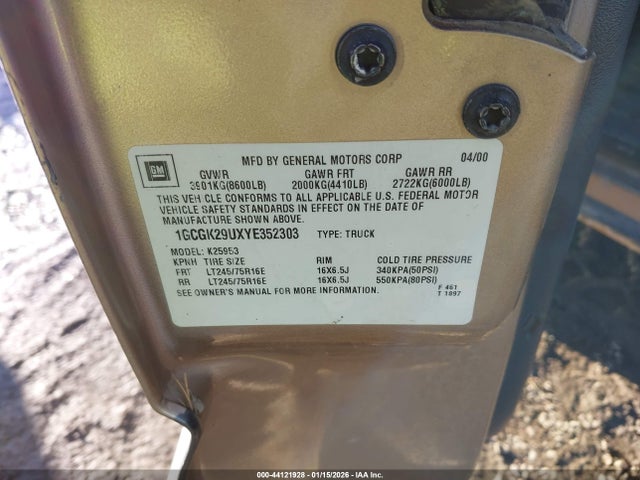 GM
MFD BY GENERAL MOTORS CORP 04/00
GVWR GAWR FRT GAWR RR
3901KG(8600LB) 2000KG(4410LB) 2722KG(6000LB)
THIS VEHICLE CONFORMS TO ALL APPLICABLE U.S. FEDERAL MOTOR
VEHICLE SAFETY STANDARDS IN EFFECT ON THE DATE OF
MANUFACTURE SHOWN ABOVE.
1GCGK29UXYE352303 TYPE: TRUCK
MODEL: K25953
KPNH TIRE SIZE RIM COLD TIRE PRESSURE
FRT LT245/75R16E 16X6.5J 340KPA(50PSI)
RR LT245/75R16E 16X6.5J 550KPA(80PSI)
SEE OWNER'S MANUAL FOR MORE INFORMATION.
F 461
T 1897
000-44121928 - 01/15/2026 - IAA Inc.